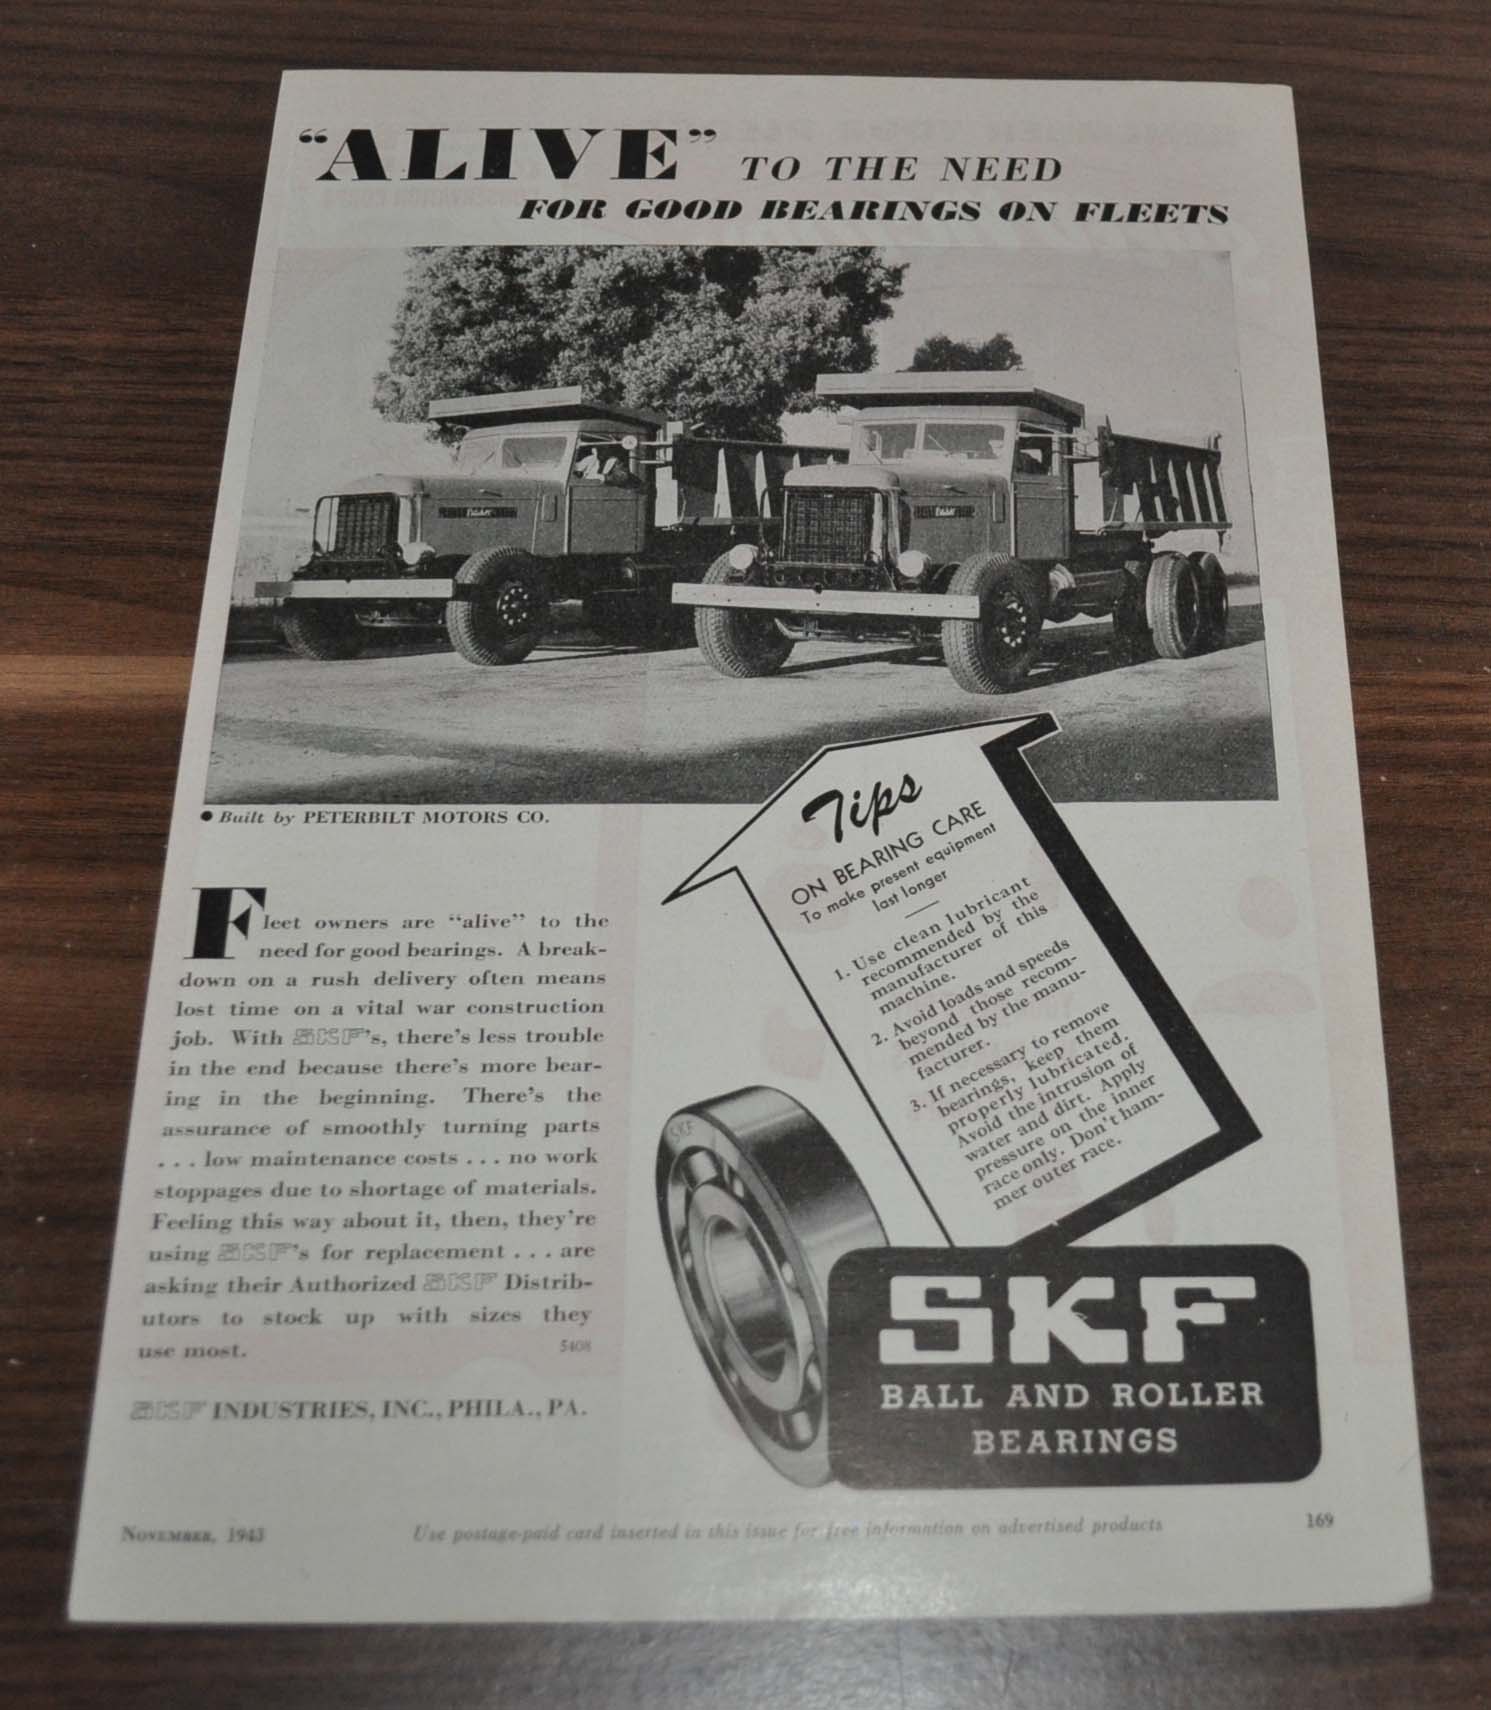 “ALIVE” TO THE NEED
FOR GOOD BEARINGS ON FLEETS
• Built by PETERBILT MOTORS CO.
Fleet owners are “alive” to the
need for good bearings. A break-
down on a rush delivery often means
lost time on a vital war construction
job. With SKF’s, there’s less trouble
in the end because there’s more bear-
ing in the beginning. There’s the
assurance of smoothly turning parts
. . . low maintenance costs . . . no work
stoppages due to shortage of materials.
Feeling this way about it, then, they’re
using SKF’s for replacement . . . are
asking their Authorized SKF Distrib-
utors to stock up with sizes they
use most. 5408
SKF INDUSTRIES, INC., PHILA., PA.
Tips
ON BEARING CARE
To make present equipment
last longer
1. Use clean lubricant
recommended by the
manufacturer of this
machine.
2. Avoid loads and speeds
beyond those recom-
mended by the manu-
facturer.
3. If necessary to remove
bearings, keep them
properly lubricated.
Avoid the intrusion of
water and dirt. Apply
pressure on the inner
race only. Don’t ham-
mer outer race.
SKF
SKF
BALL AND ROLLER
BEARINGS
NOVEMBER, 1943
Use postage-paid card inserted in this issue for free information on advertised products
169